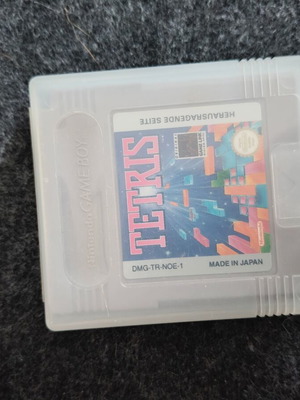 Nintendo GAME BOY
HERAUSRAGENDE SEITE
TETRIS
DMG-TR-NOE-1
MADE IN JAPAN